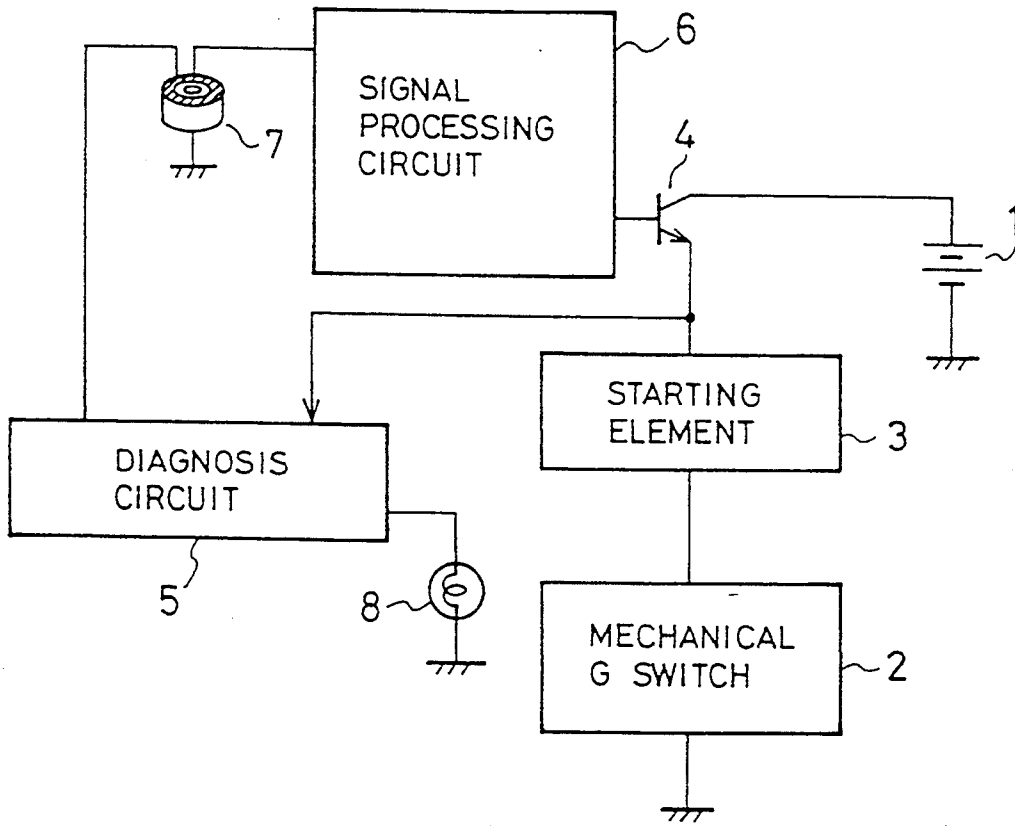 6
SIGNAL
PROCESSING
CIRCUIT
7
4
1
STARTING
ELEMENT
3
DIAGNOSIS
CIRCUIT
5
8
MECHANICAL
G SWITCH
2